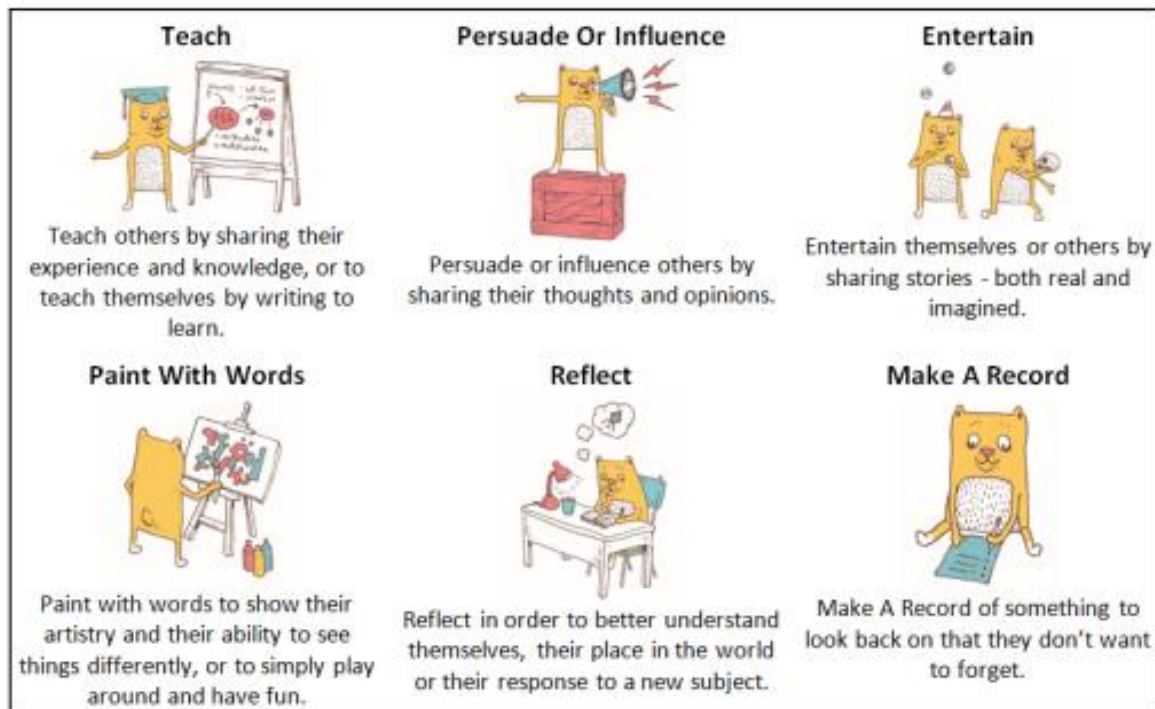 Teach
Teach others by sharing their
experience and knowledge, or to
teach themselves by writing to
learn.
Persuade Or Influence
Persuade or influence others by
sharing their thoughts and opinions.
Entertain
Entertain themselves or others by
sharing stories - both real and
imagined.
Paint With Words
Paint with words to show their
artistry and their ability to see
things differently, or to simply play
around and have fun.
Reflect
Reflect in order to better understand
themselves, their place in the world
or their response to a new subject.
Make A Record
Make A Record of something to
look back on that they don't want
to forget.